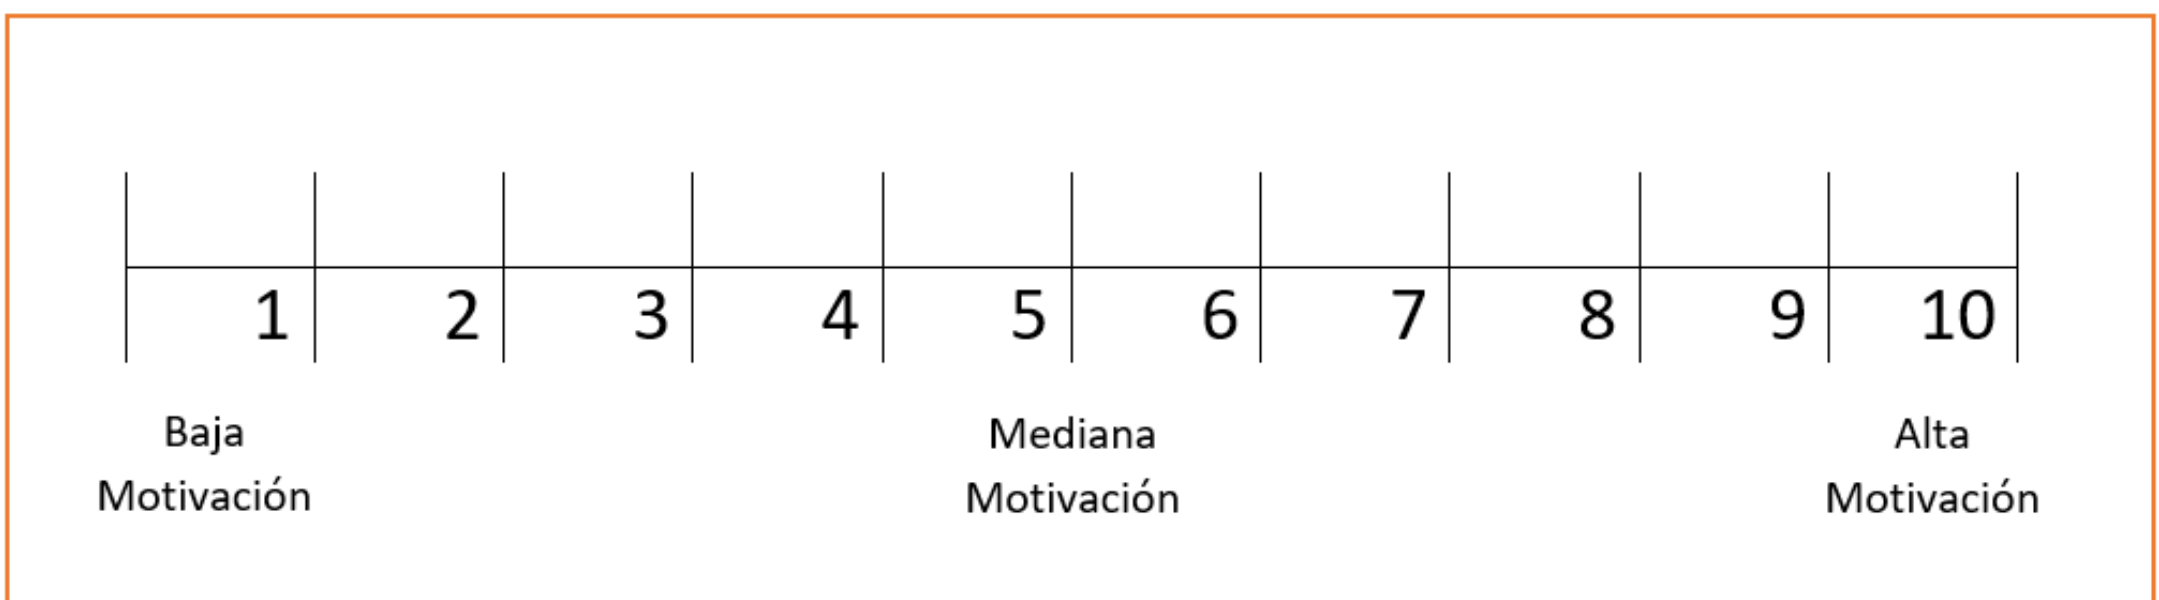 1 2 3 4 5 6 7 8 9 10
Baja Mediana Alta
Motivación Motivación Motivación